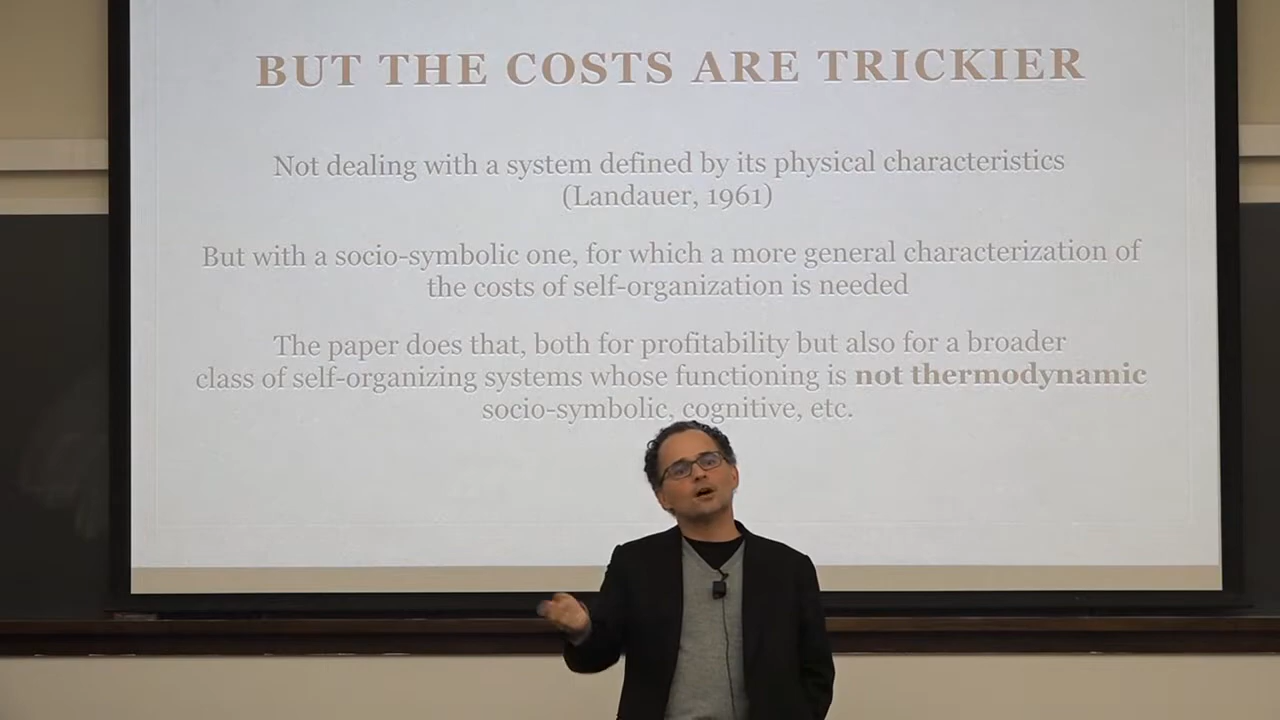 BUT THE COSTS ARE TRICKIER
Not dealing with a system defined by its physical characteristics
(Landauer, 1961)
But with a socio-symbolic one, for which a more general characterization of
the costs of self-organization is needed
The paper does that, both for profitability but also for a broader
class of self-organizing systems whose functioning is not thermodynamic
socio-symbolic, cognitive, etc.